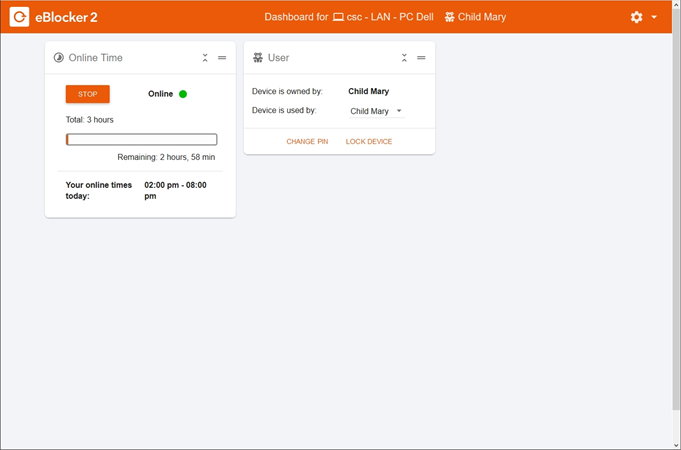 eBlocker 2
Dashboard for csc - LAN - PC Dell Child Mary
Online Time
STOP
Online
Total: 3 hours
Remaining: 2 hours, 58 min
Your online times today:
02:00 pm - 08:00 pm
User
Device is owned by: Child Mary
Device is used by: Child Mary
CHANGE PIN LOCK DEVICE